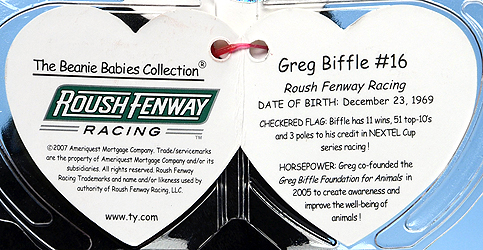 The Beanie Babies Collection®
ROUSH FENWAY
RACING™
©2007 Ameriquest Mortgage Company. Trade/servicemarks
are the property of Ameriquest Mortgage Company and/or its
subsidiaries. All rights reserved. Roush Fenway
Racing Trademarks and name and/or likeness used by
authority of Roush Fenway Racing, LLC.
www.ty.com
Greg Biffle #16
Roush Fenway Racing
DATE OF BIRTH: December 23, 1969
CHECKERED FLAG: Biffle has 11 wins, 51 top-10's
and 3 poles to his credit in NEXTEL Cup
series racing !
HORSEPOWER: Greg co-founded the
Greg Biffle Foundation for Animals in
2005 to create awareness and
improve the well-being of
animals !